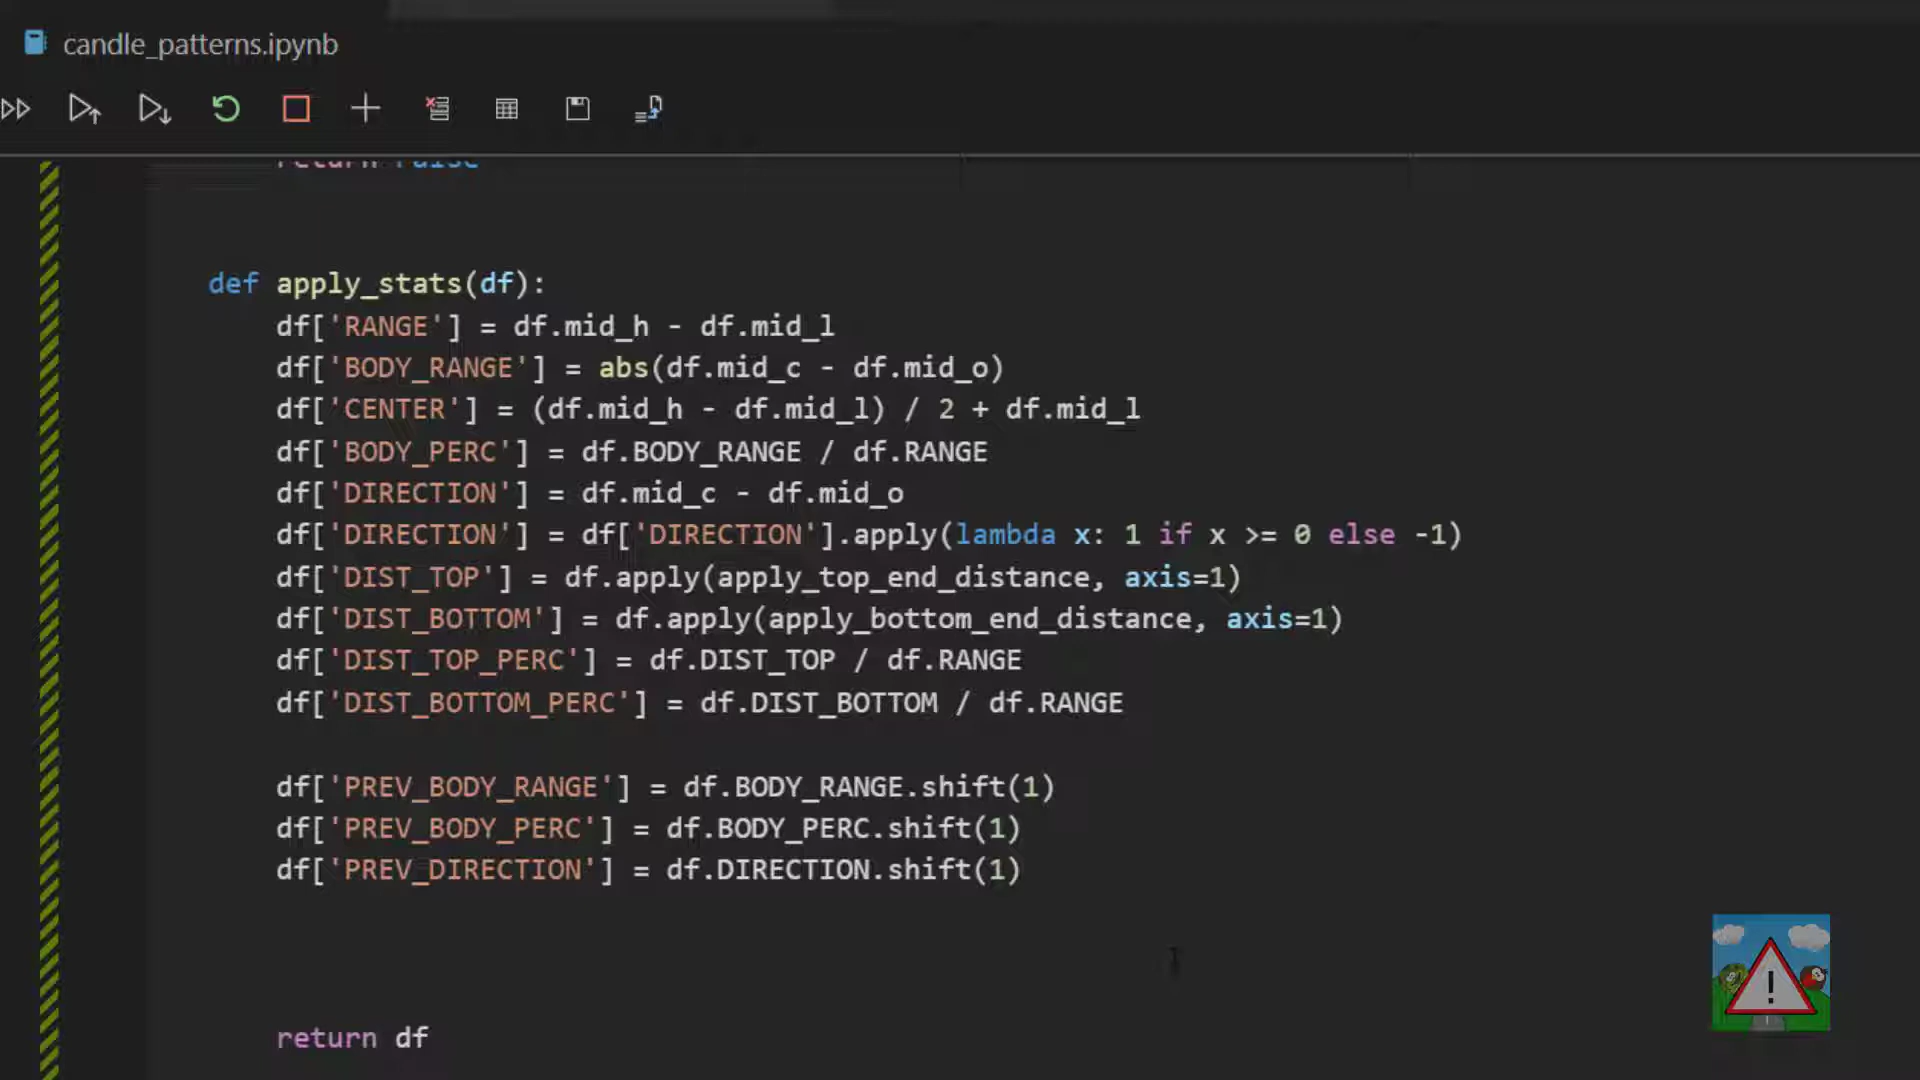 candle_patterns.ipynb
return False
def apply_stats(df):
df['RANGE'] = df.mid_h - df.mid_l
df['BODY_RANGE'] = abs(df.mid_c - df.mid_o)
df['CENTER'] = (df.mid_h - df.mid_l) / 2 + df.mid_l
df['BODY_PERC'] = df.BODY_RANGE / df.RANGE
df['DIRECTION'] = df.mid_c - df.mid_o
df['DIRECTION'] = df['DIRECTION'].apply(lambda x: 1 if x >= 0 else -1)
df['DIST_TOP'] = df.apply(apply_top_end_distance, axis=1)
df['DIST_BOTTOM'] = df.apply(apply_bottom_end_distance, axis=1)
df['DIST_TOP_PERC'] = df.DIST_TOP / df.RANGE
df['DIST_BOTTOM_PERC'] = df.DIST_BOTTOM / df.RANGE
df['PREV_BODY_RANGE'] = df.BODY_RANGE.shift(1)
df['PREV_BODY_PERC'] = df.BODY_PERC.shift(1)
df['PREV_DIRECTION'] = df.DIRECTION.shift(1)
return df